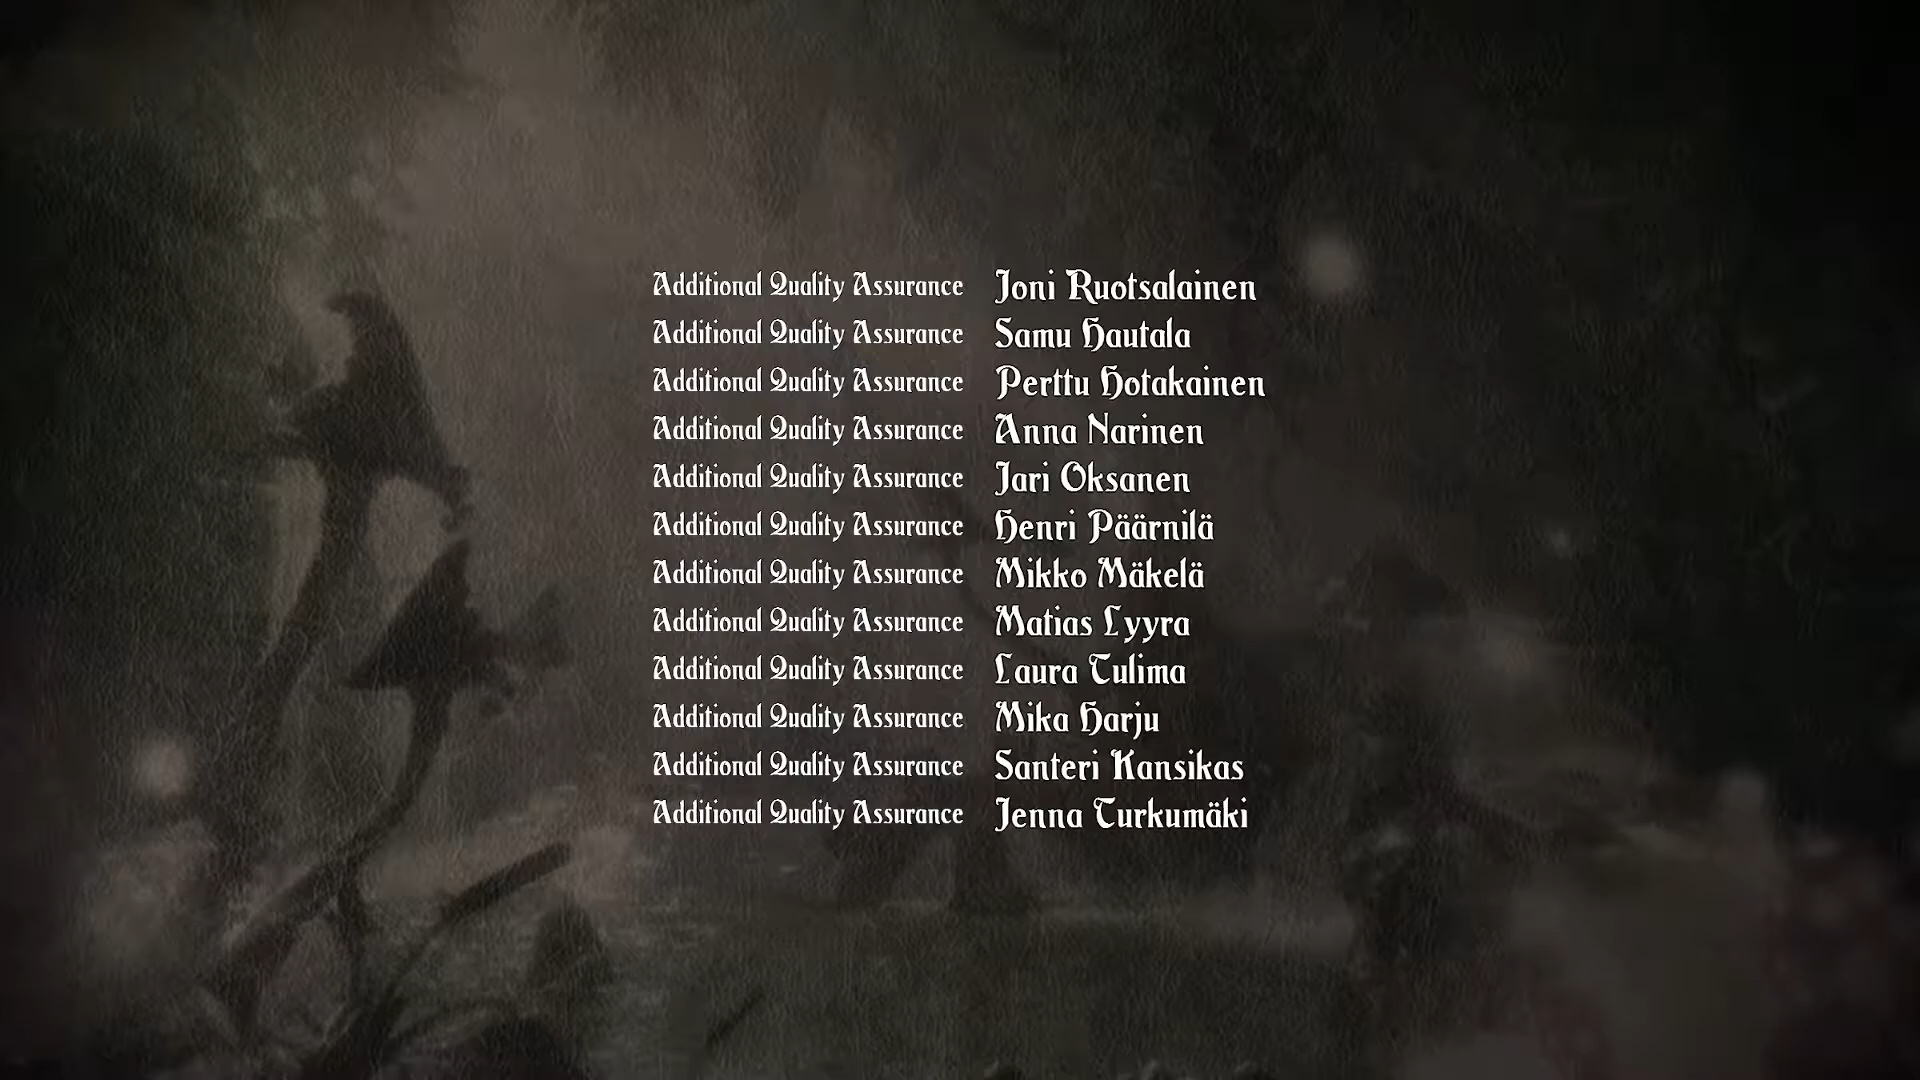 Additional Quality Assurance Joni Ruotsalainen
Additional Quality Assurance Samu Hautala
Additional Quality Assurance Perttu Hotakainen
Additional Quality Assurance Anna Narinen
Additional Quality Assurance Jari Oksanen
Additional Quality Assurance Henri Päärnilä
Additional Quality Assurance Mikko Mäkelä
Additional Quality Assurance Matias Lyyra
Additional Quality Assurance Laura Tulima
Additional Quality Assurance Mika Harju
Additional Quality Assurance Santeri Kansikas
Additional Quality Assurance Jenna Turkumäki